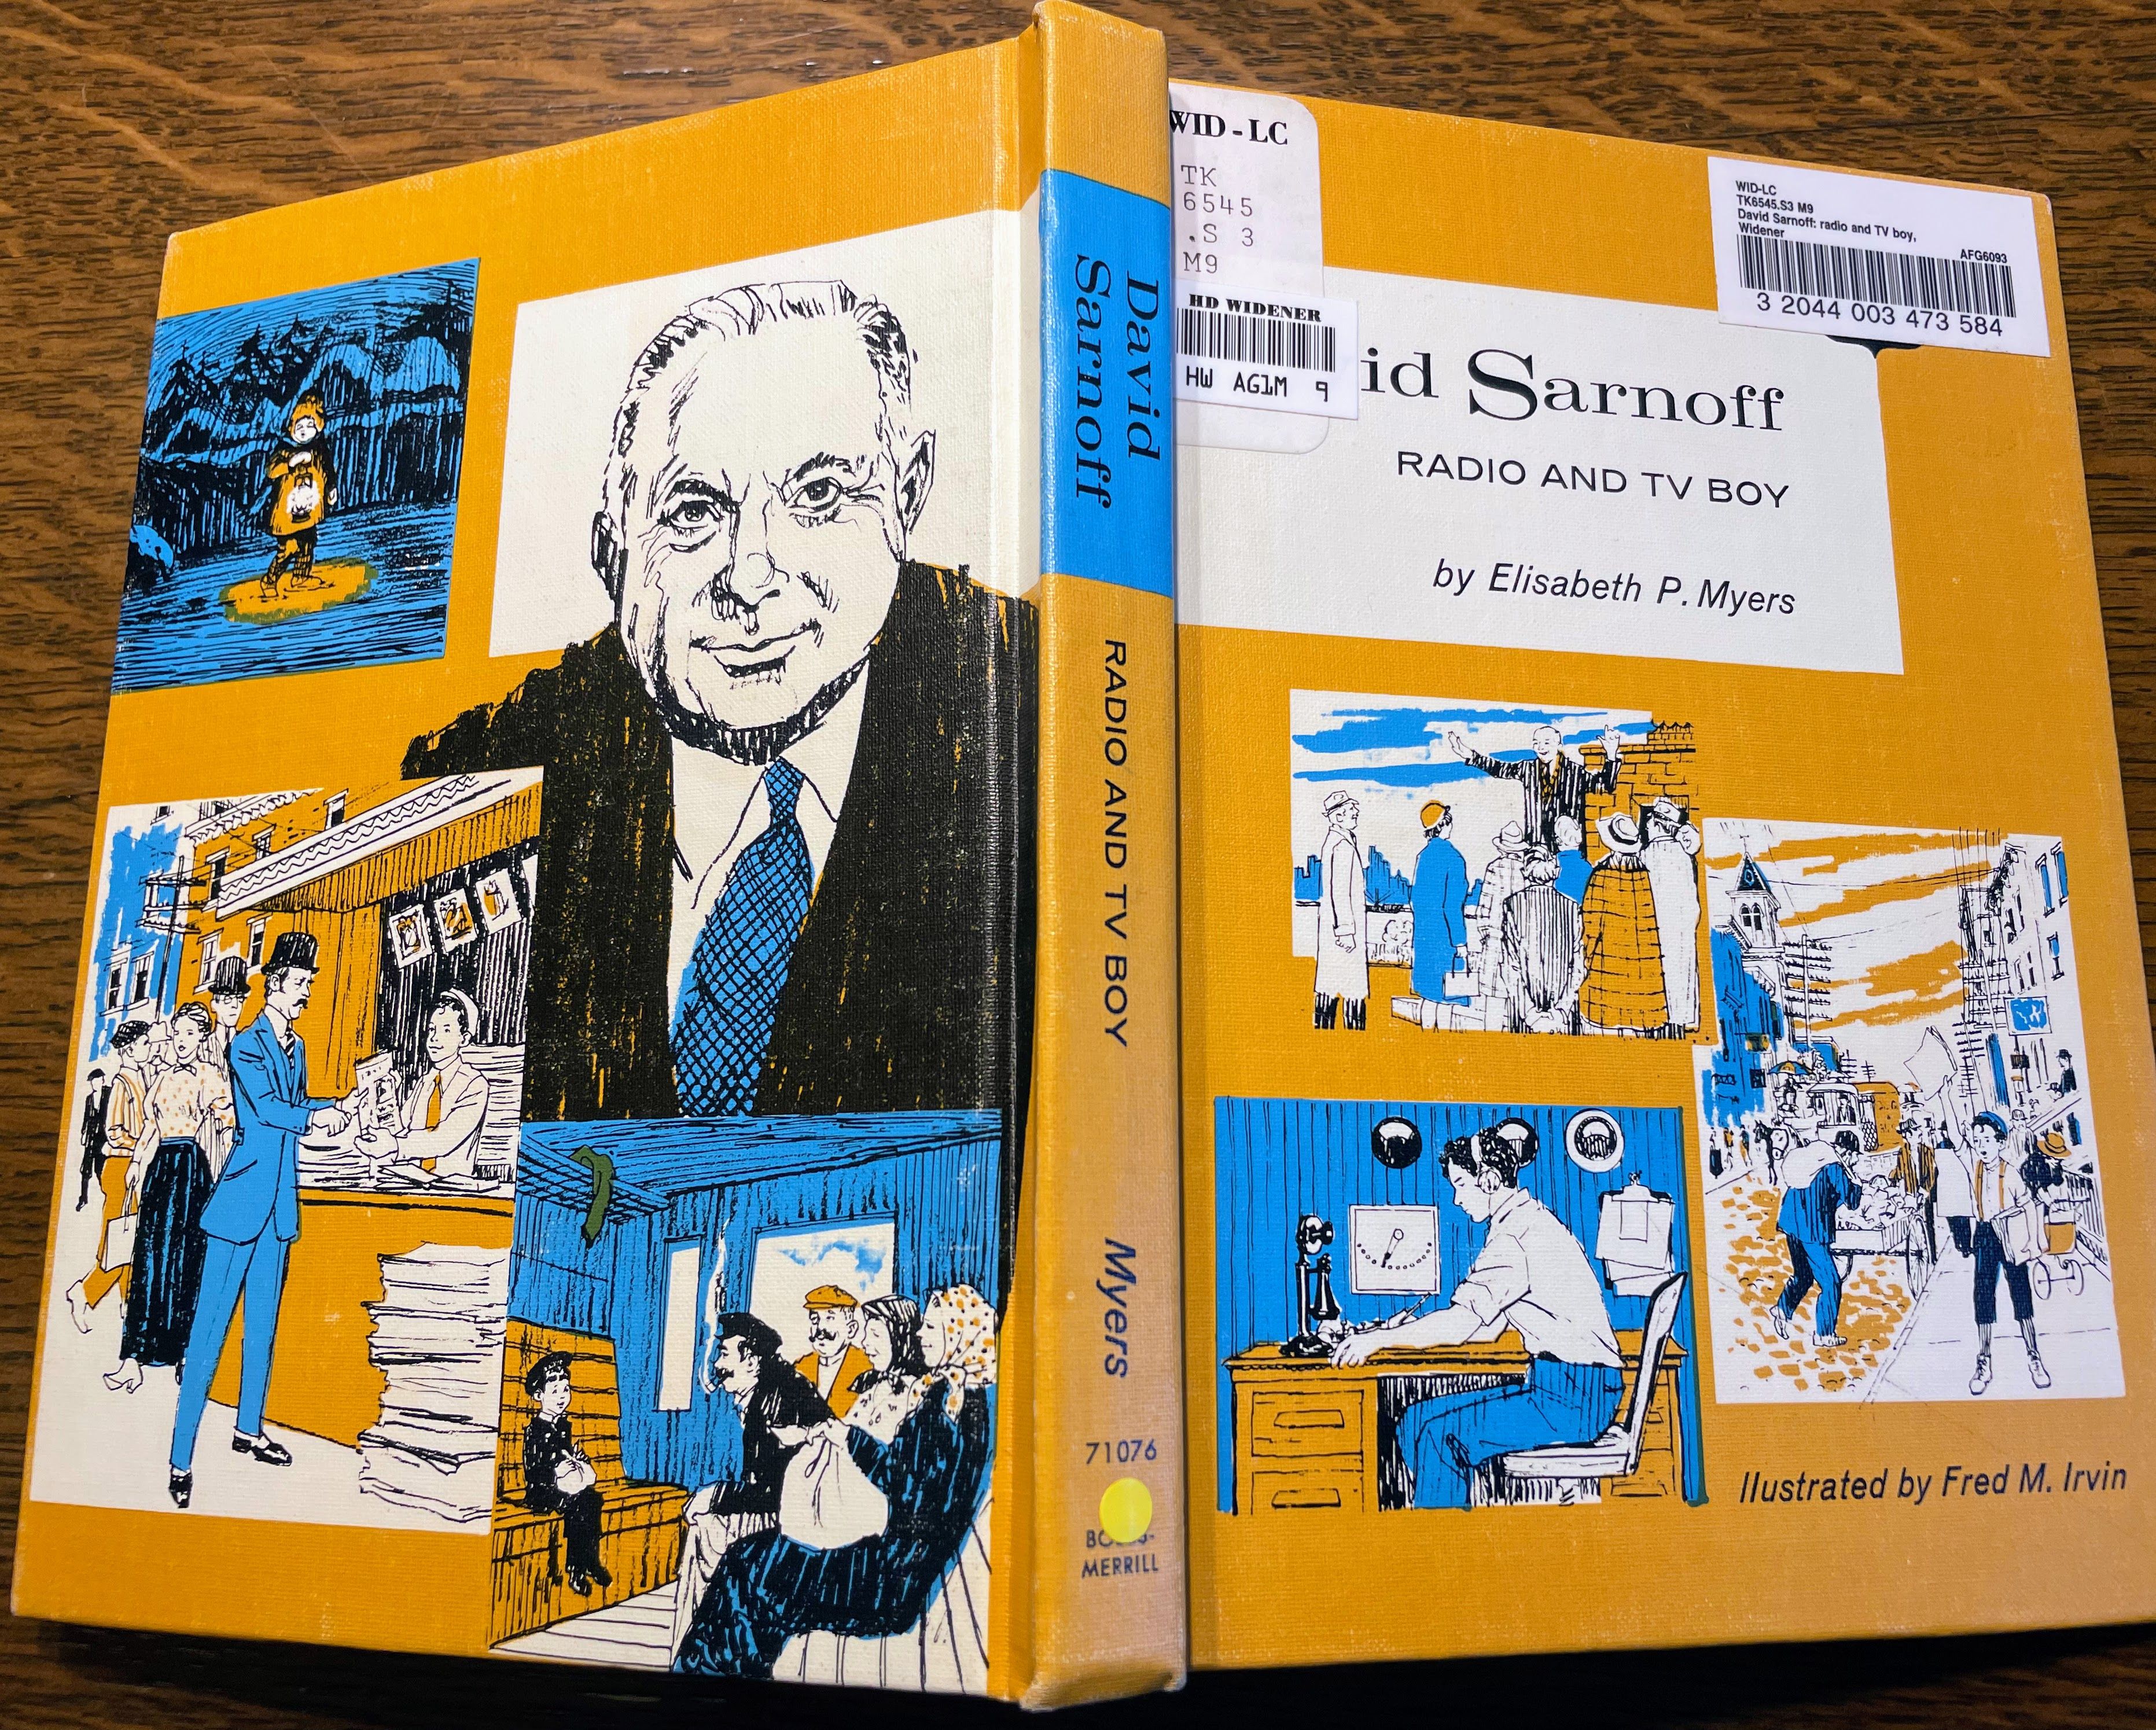 David
Sarnoff
RADIO AND TV BOY
Myers
71076
MERRILL
WID-LC
TK
6545
.S 3
M9
HD WIDENER
HW AG1M 9
WID-LC
TK6545.S3 M9
David Sarnoff: radio and TV boy,
Widener
AFG6093
3 2044 003 473 584
id Sarnoff
RADIO AND TV BOY
by Elisabeth P. Myers
Ilustrated by Fred M. Irvin